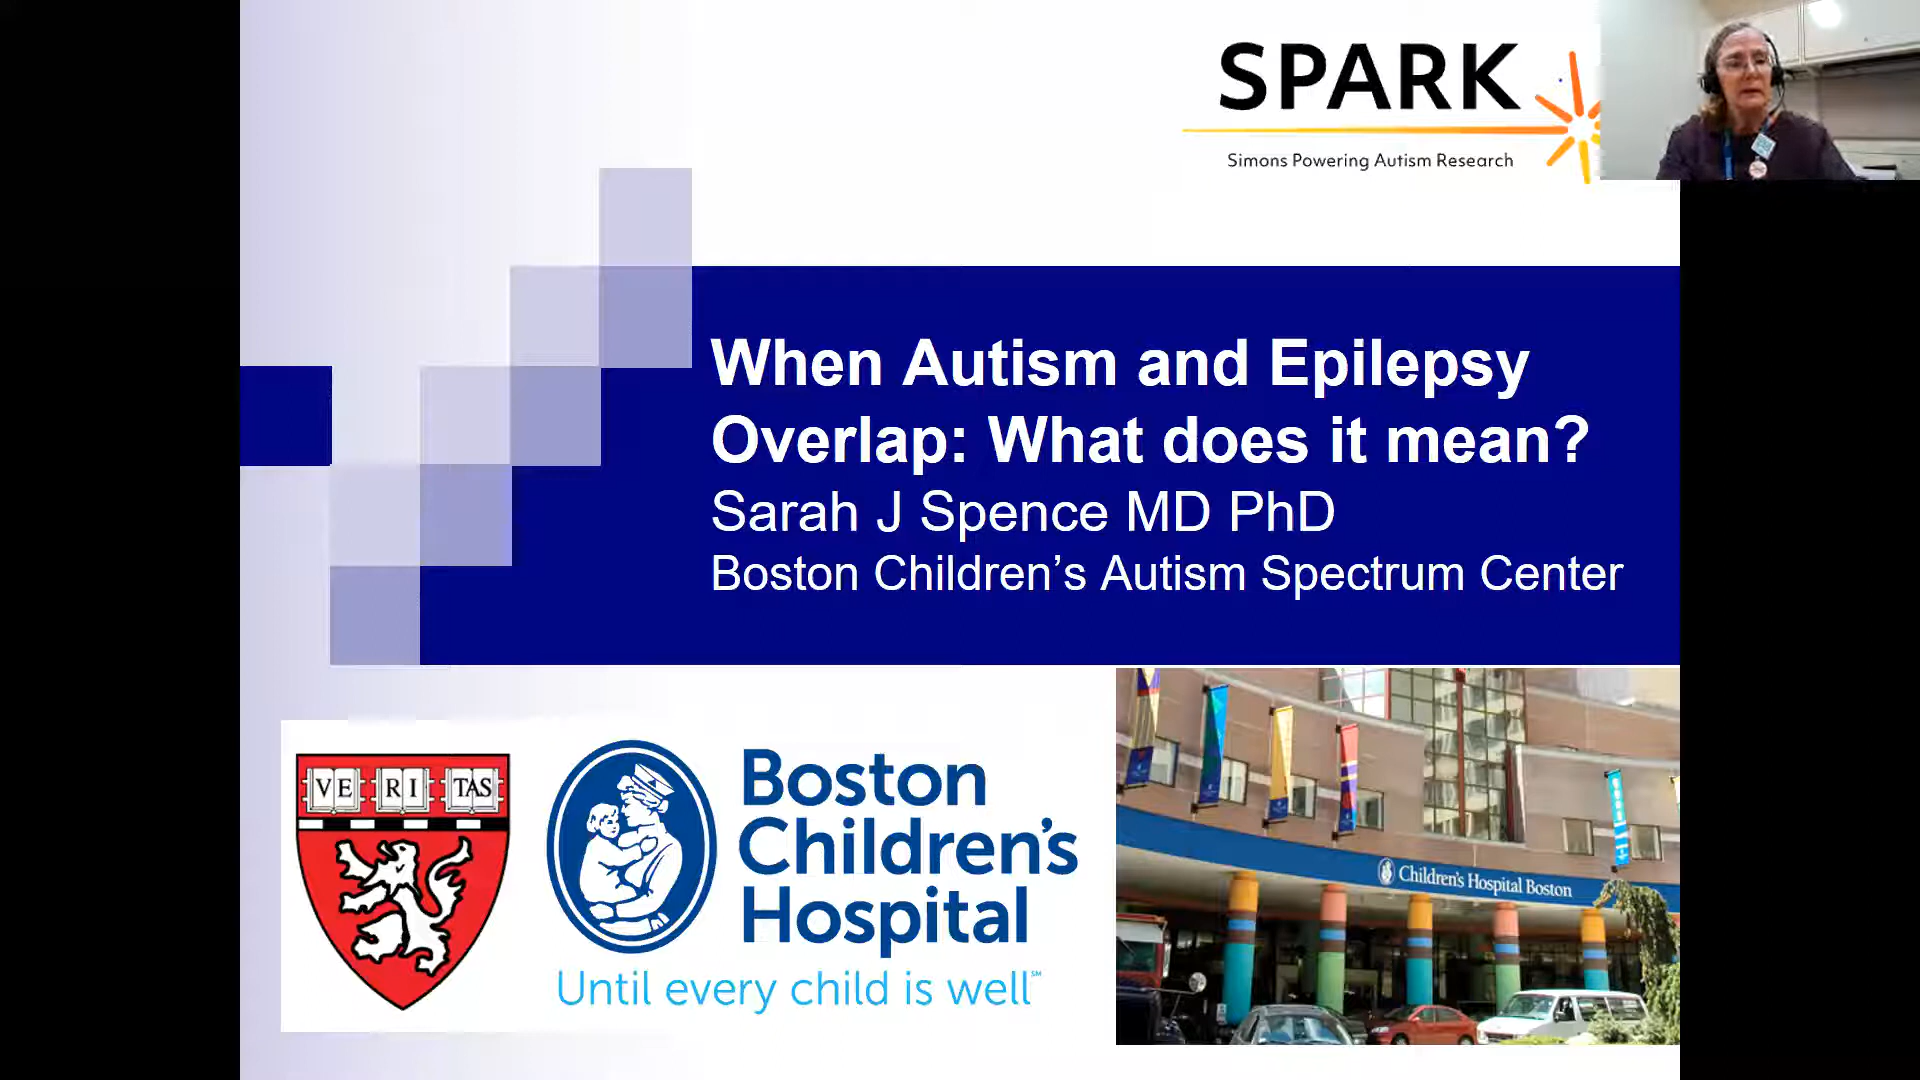 SPARK
Simons Powering Autism Research
When Autism and Epilepsy
Overlap: What does it mean?
Sarah J Spence MD PhD
Boston Children’s Autism Spectrum Center
VE RI TAS
Boston
Children’s
Hospital
Until every child is well℠
Children’s Hospital Boston